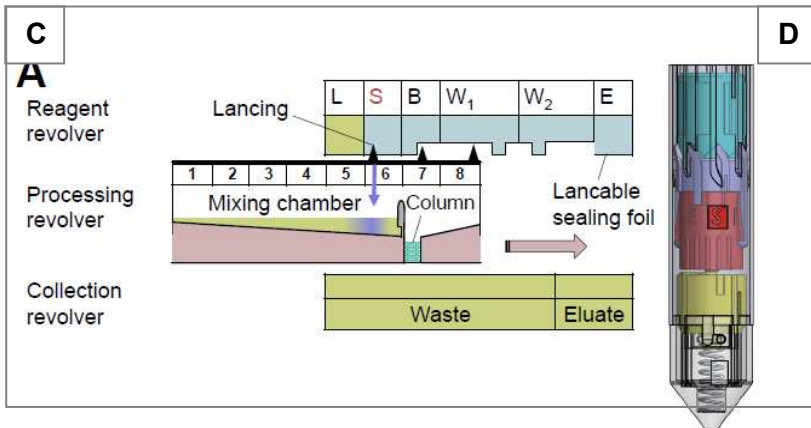 C D
A
L S B W₁ W₂ E
Reagent revolver
Lancing
1 2 3 4 5 6 7 8
Processing revolver
Mixing chamber
Column
Lancable sealing foil
S
Collection revolver
Waste Eluate